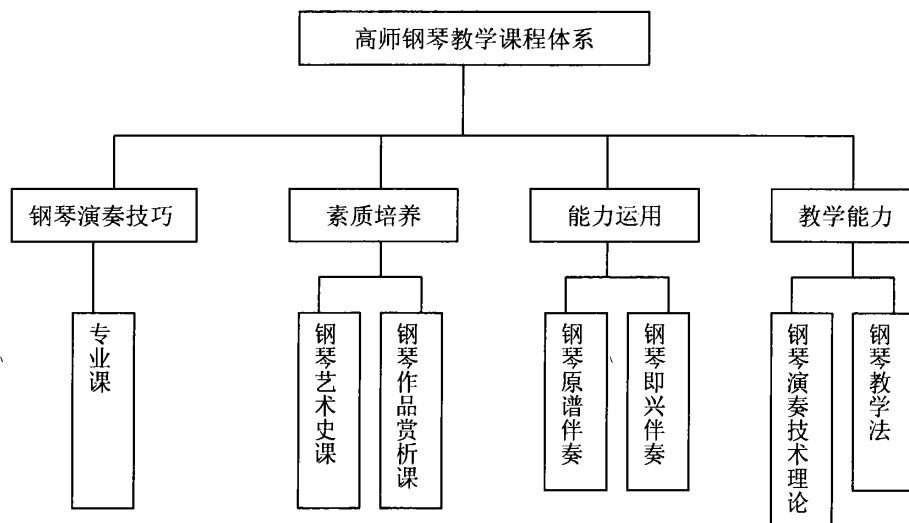 高师钢琴教学课程体系
钢琴演奏技巧
素质培养
能力运用
教学能力
专业课
钢琴艺术史课
钢琴作品赏析课
钢琴原谱伴奏
钢琴即兴伴奏
钢琴演奏技术理论
钢琴教学法